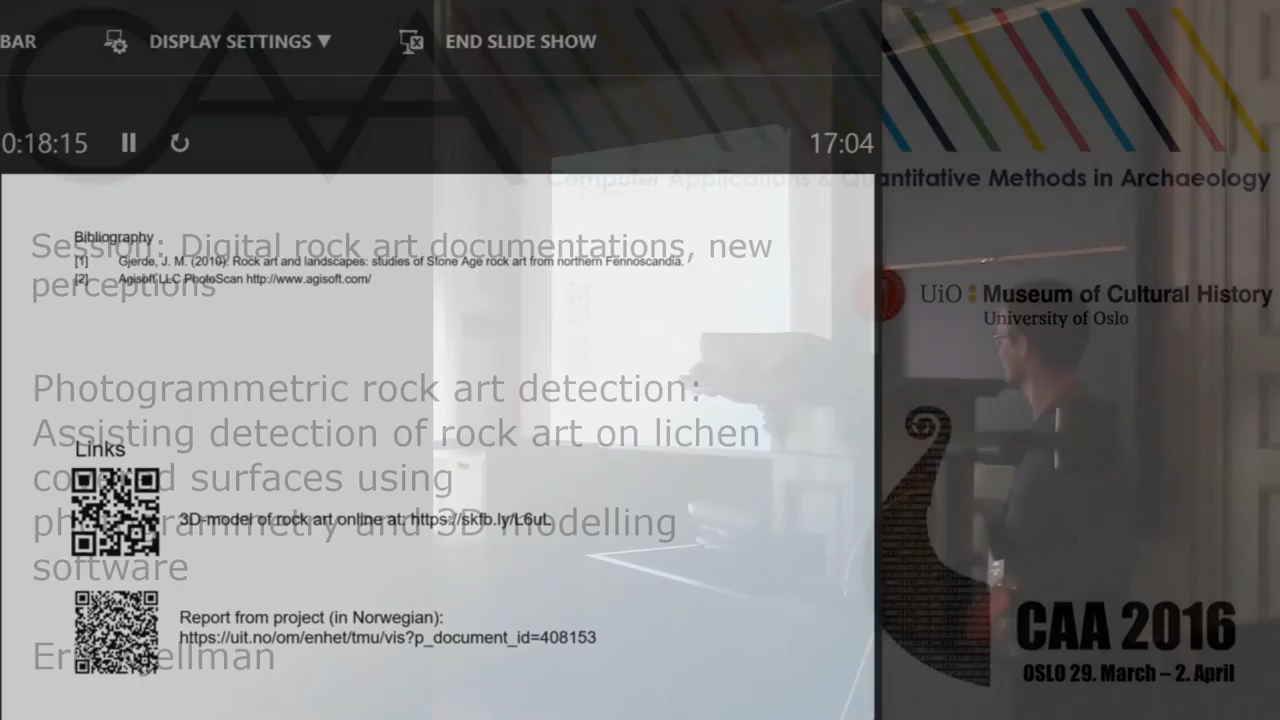 BAR
DISPLAY SETTINGS ▼
END SLIDE SHOW
CAA
0:18:15
17:04
Computer Applications & Quantitative Methods in Archaeology
Bibliography
[1] Gjerde, J. M. (2010). Rock art and landscapes: studies of Stone Age rock art from northern Fennoscandia.
[2] Agisoft LLC PhotoScan http://www.agisoft.com/
Session: Digital rock art documentations, new
perceptions
UiO Museum of Cultural History
University of Oslo
Photogrammetric rock art detection:
Assisting detection of rock art on lichen
surfaces using
photogrammetry and 3D modelling
software
Links
3D-model of rock art online at: https://skfb.ly/L6uL
Report from project (in Norwegian):
https://uit.no/om/enhet/tmu/vis?p_document_id=408153
CAA 2016
OSLO 29. March – 2. April